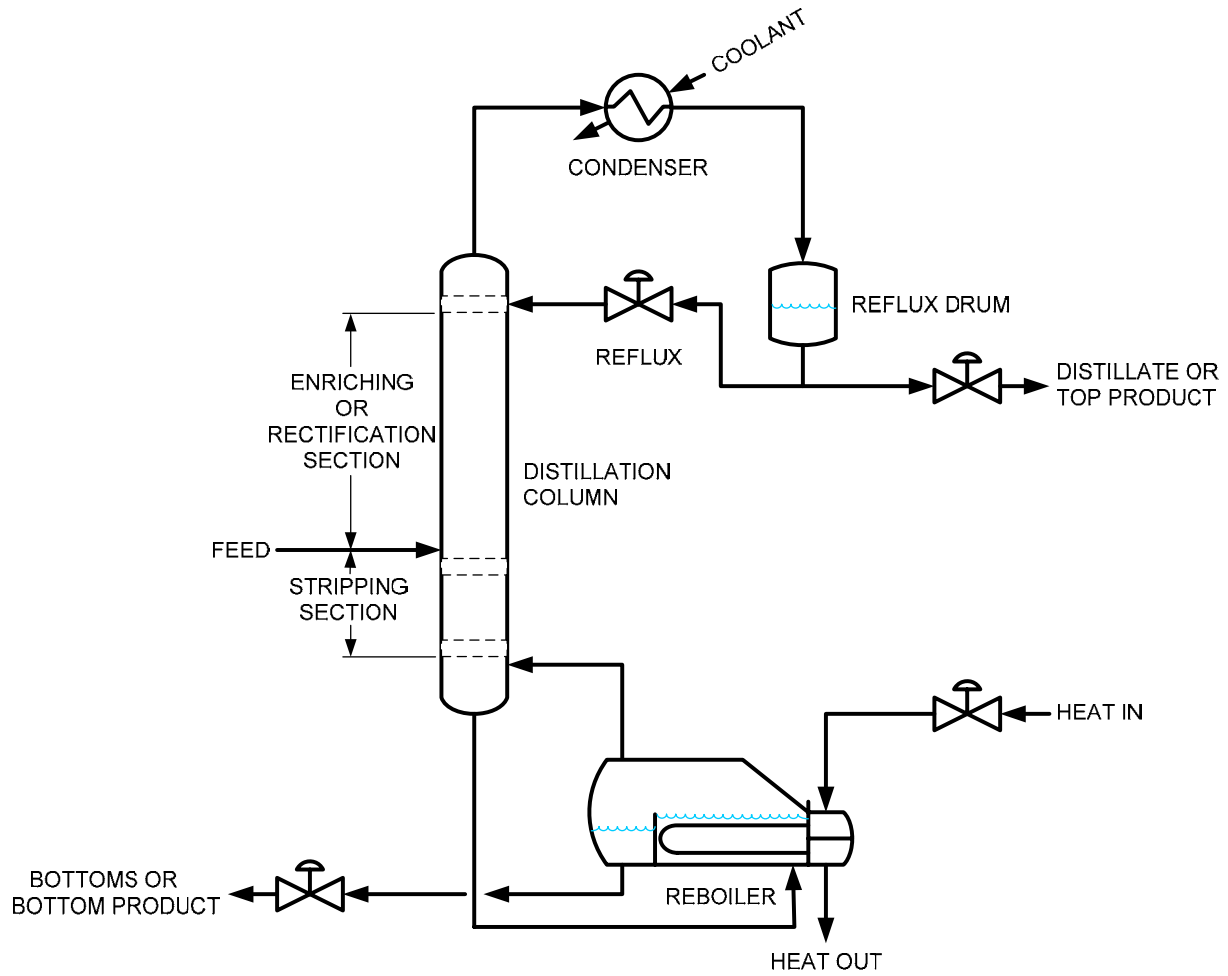 COOLANT
CONDENSER
REFLUX DRUM
REFLUX
DISTILLATE OR
TOP PRODUCT
ENRICHING
OR
RECTIFICATION
SECTION
DISTILLATION
COLUMN
FEED
STRIPPING
SECTION
HEAT IN
BOTTOMS OR
BOTTOM PRODUCT
REBOILER
HEAT OUT